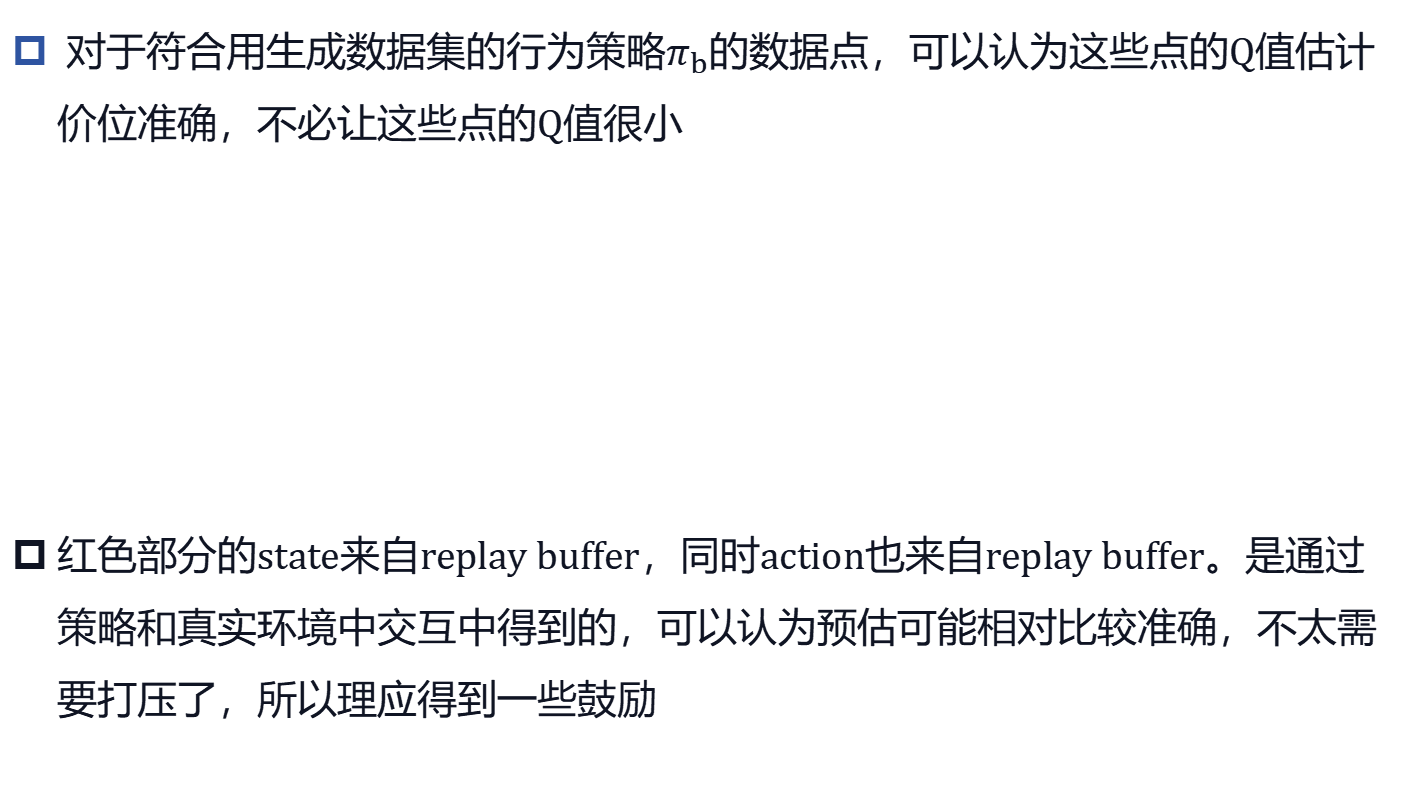 对于符合用生成数据集的行为策略π_b的数据点，可以认为这些点的Q值估计
价位准确，不必让这些点的Q值很小
红色部分的state来自replay buffer，同时action也来自replay buffer。是通过
策略和真实环境中交互中得到的，可以认为预估可能相对比较准确，不太需
要打压了，所以理应得到一些鼓励